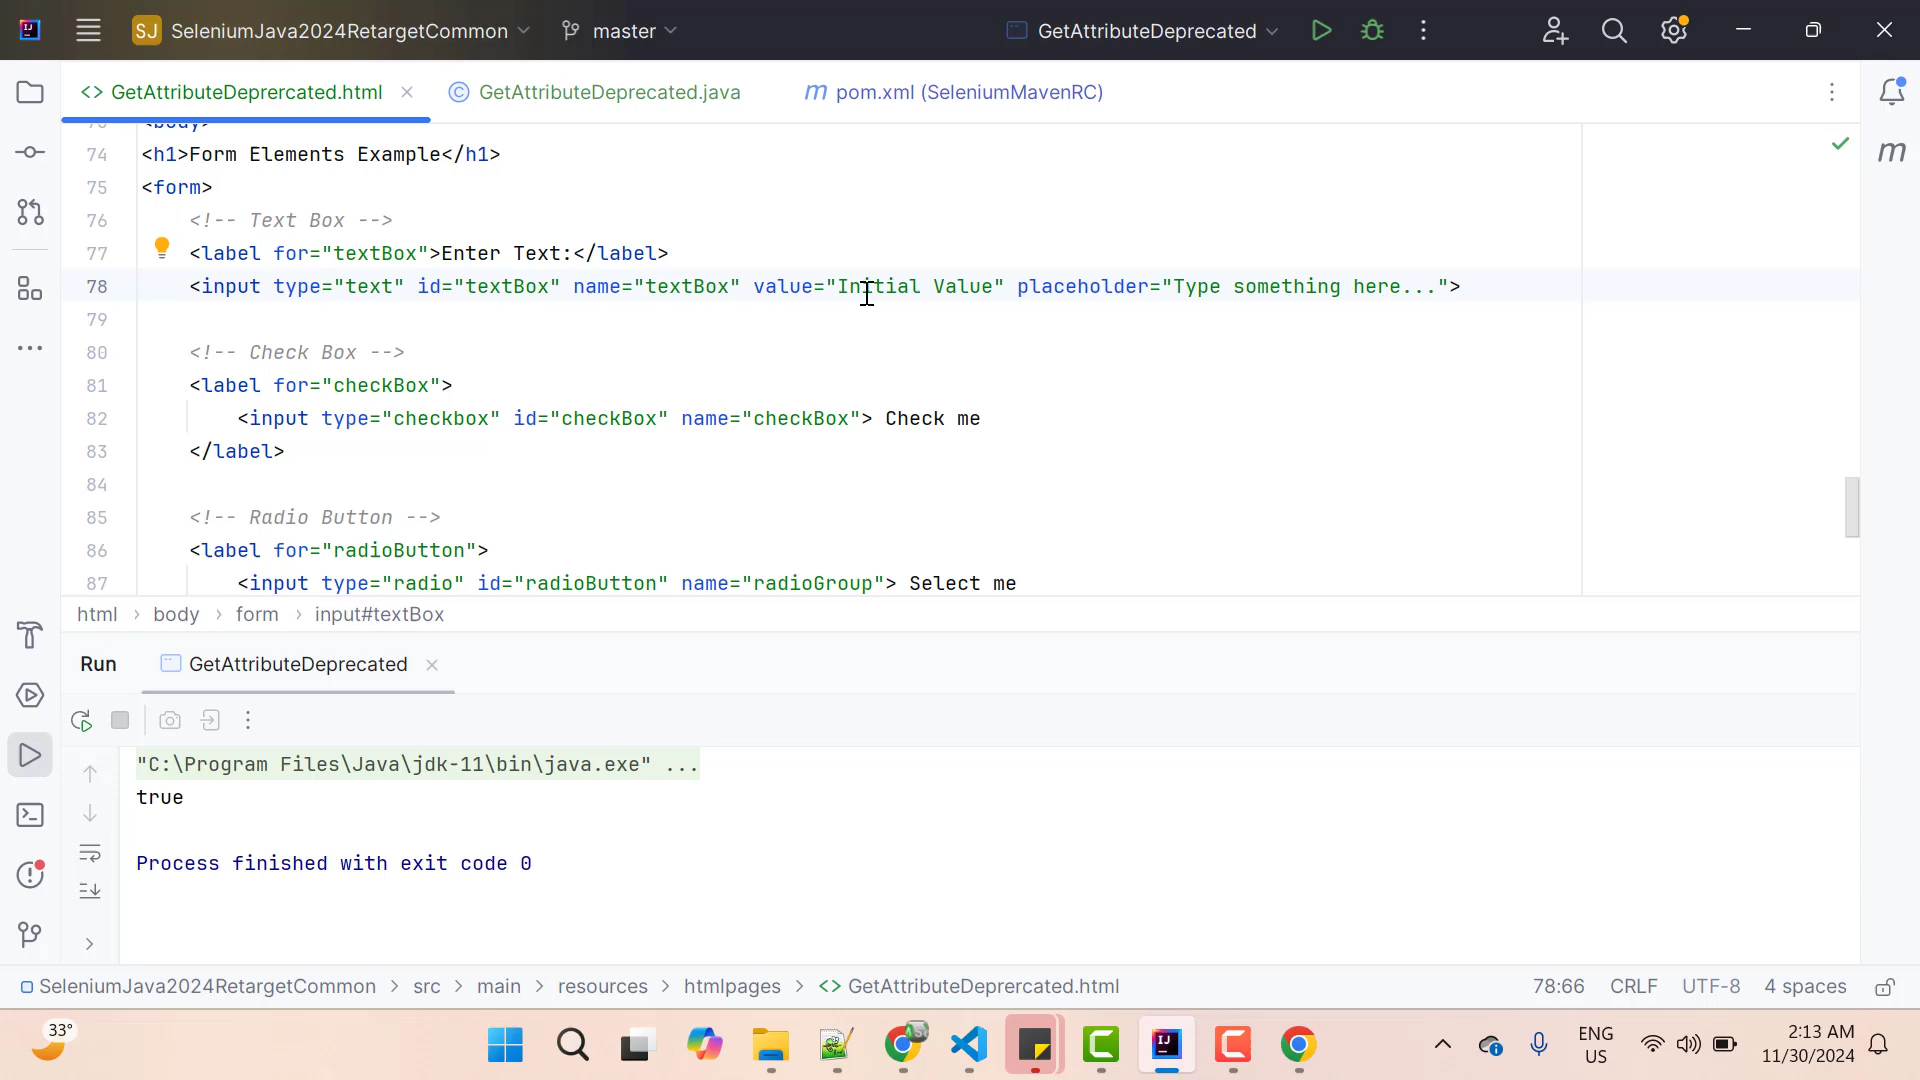 SJ SeleniumJava2024RetargetCommon master GetAttributeDeprecated
<> GetAttributeDeprercated.html GetAttributeDeprecated.java m pom.xml (SeleniumMavenRC)
73 <body>
74 <h1>Form Elements Example</h1>
75 <form>
76 <!-- Text Box -->
77 <label for="textBox">Enter Text:</label>
78 <input type="text" id="textBox" name="textBox" value="Initial Value" placeholder="Type something here...">
79
80 <!-- Check Box -->
81 <label for="checkBox">
82 <input type="checkbox" id="checkBox" name="checkBox"> Check me
83 </label>
84
85 <!-- Radio Button -->
86 <label for="radioButton">
87 <input type="radio" id="radioButton" name="radioGroup"> Select me
html > body > form > input#textBox
Run GetAttributeDeprecated
"C:\Program Files\Java\jdk-11\bin\java.exe" ...
true
Process finished with exit code 0
SeleniumJava2024RetargetCommon > src > main > resources > htmlpages > <> GetAttributeDeprercated.html 78:66 CRLF UTF-8 4 spaces
33°
ENG
US
2:13 AM
11/30/2024